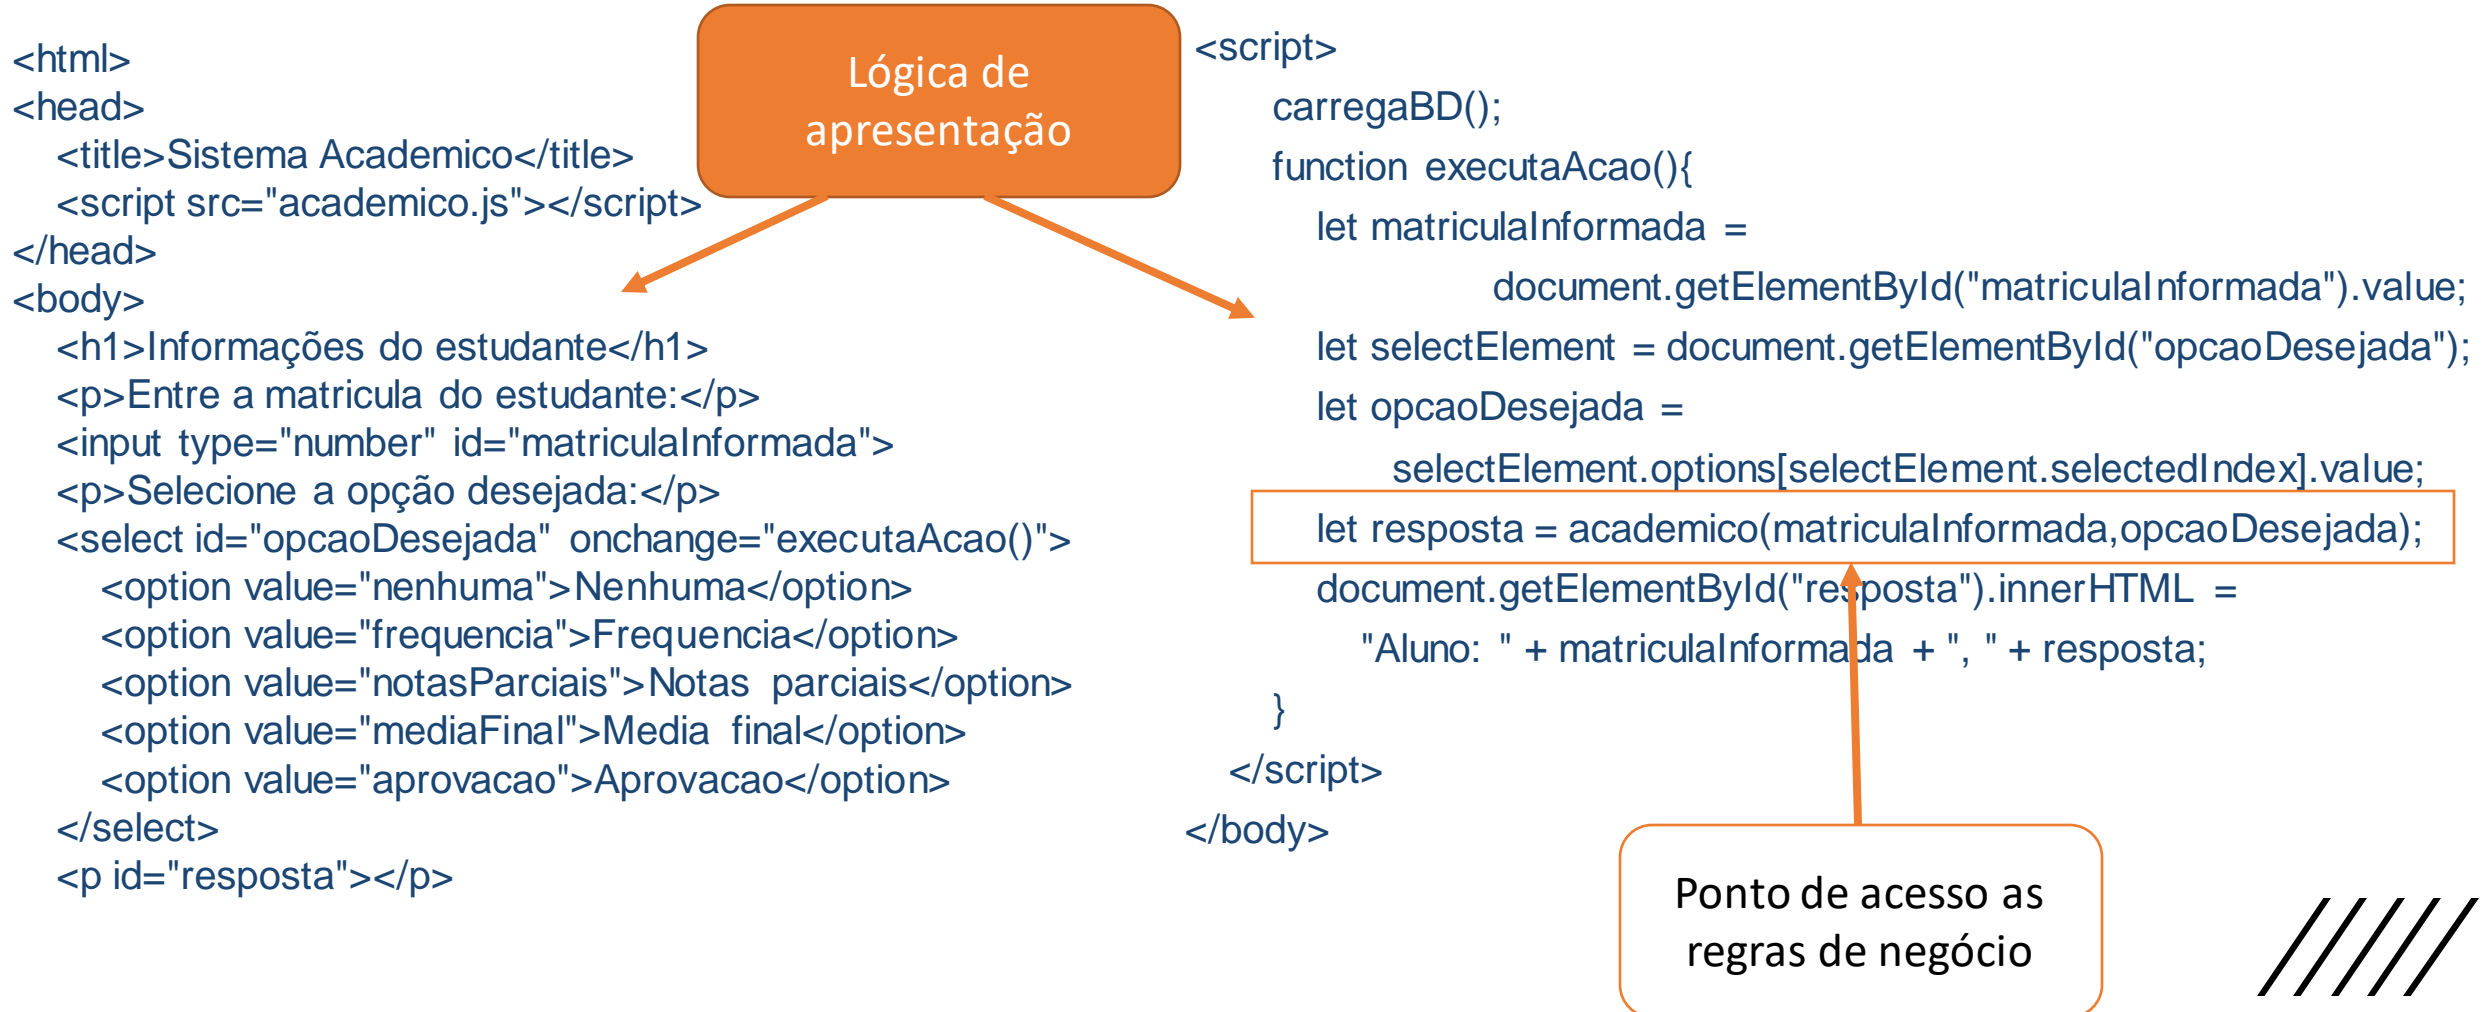 <html>
<head>
<title>Sistema Academico</title>
<script src="academico.js"></script>
</head>
<body>
<h1>Informações do estudante</h1>
<p>Entre a matricula do estudante:</p>
<input type="number" id="matriculaInformada">
<p>Selecione a opção desejada:</p>
<select id="opcaoDesejada" onchange="executaAcao()">
<option value="nenhuma">Nenhuma</option>
<option value="frequencia">Frequencia</option>
<option value="notasParciais">Notas parciais</option>
<option value="mediaFinal">Media final</option>
<option value="aprovacao">Aprovacao</option>
</select>
<p id="resposta"></p>
Lógica de
apresentação
<script>
carregaBD();
function executaAcao(){
let matriculaInformada =
document.getElementById("matriculaInformada").value;
let selectElement = document.getElementById("opcaoDesejada");
let opcaoDesejada =
selectElement.options[selectElement.selectedIndex].value;
let resposta = academico(matriculaInformada,opcaoDesejada);
document.getElementById("resposta").innerHTML =
"Aluno: " + matriculaInformada + ", " + resposta;
}
</script>
</body>
Ponto de acesso as
regras de negócio